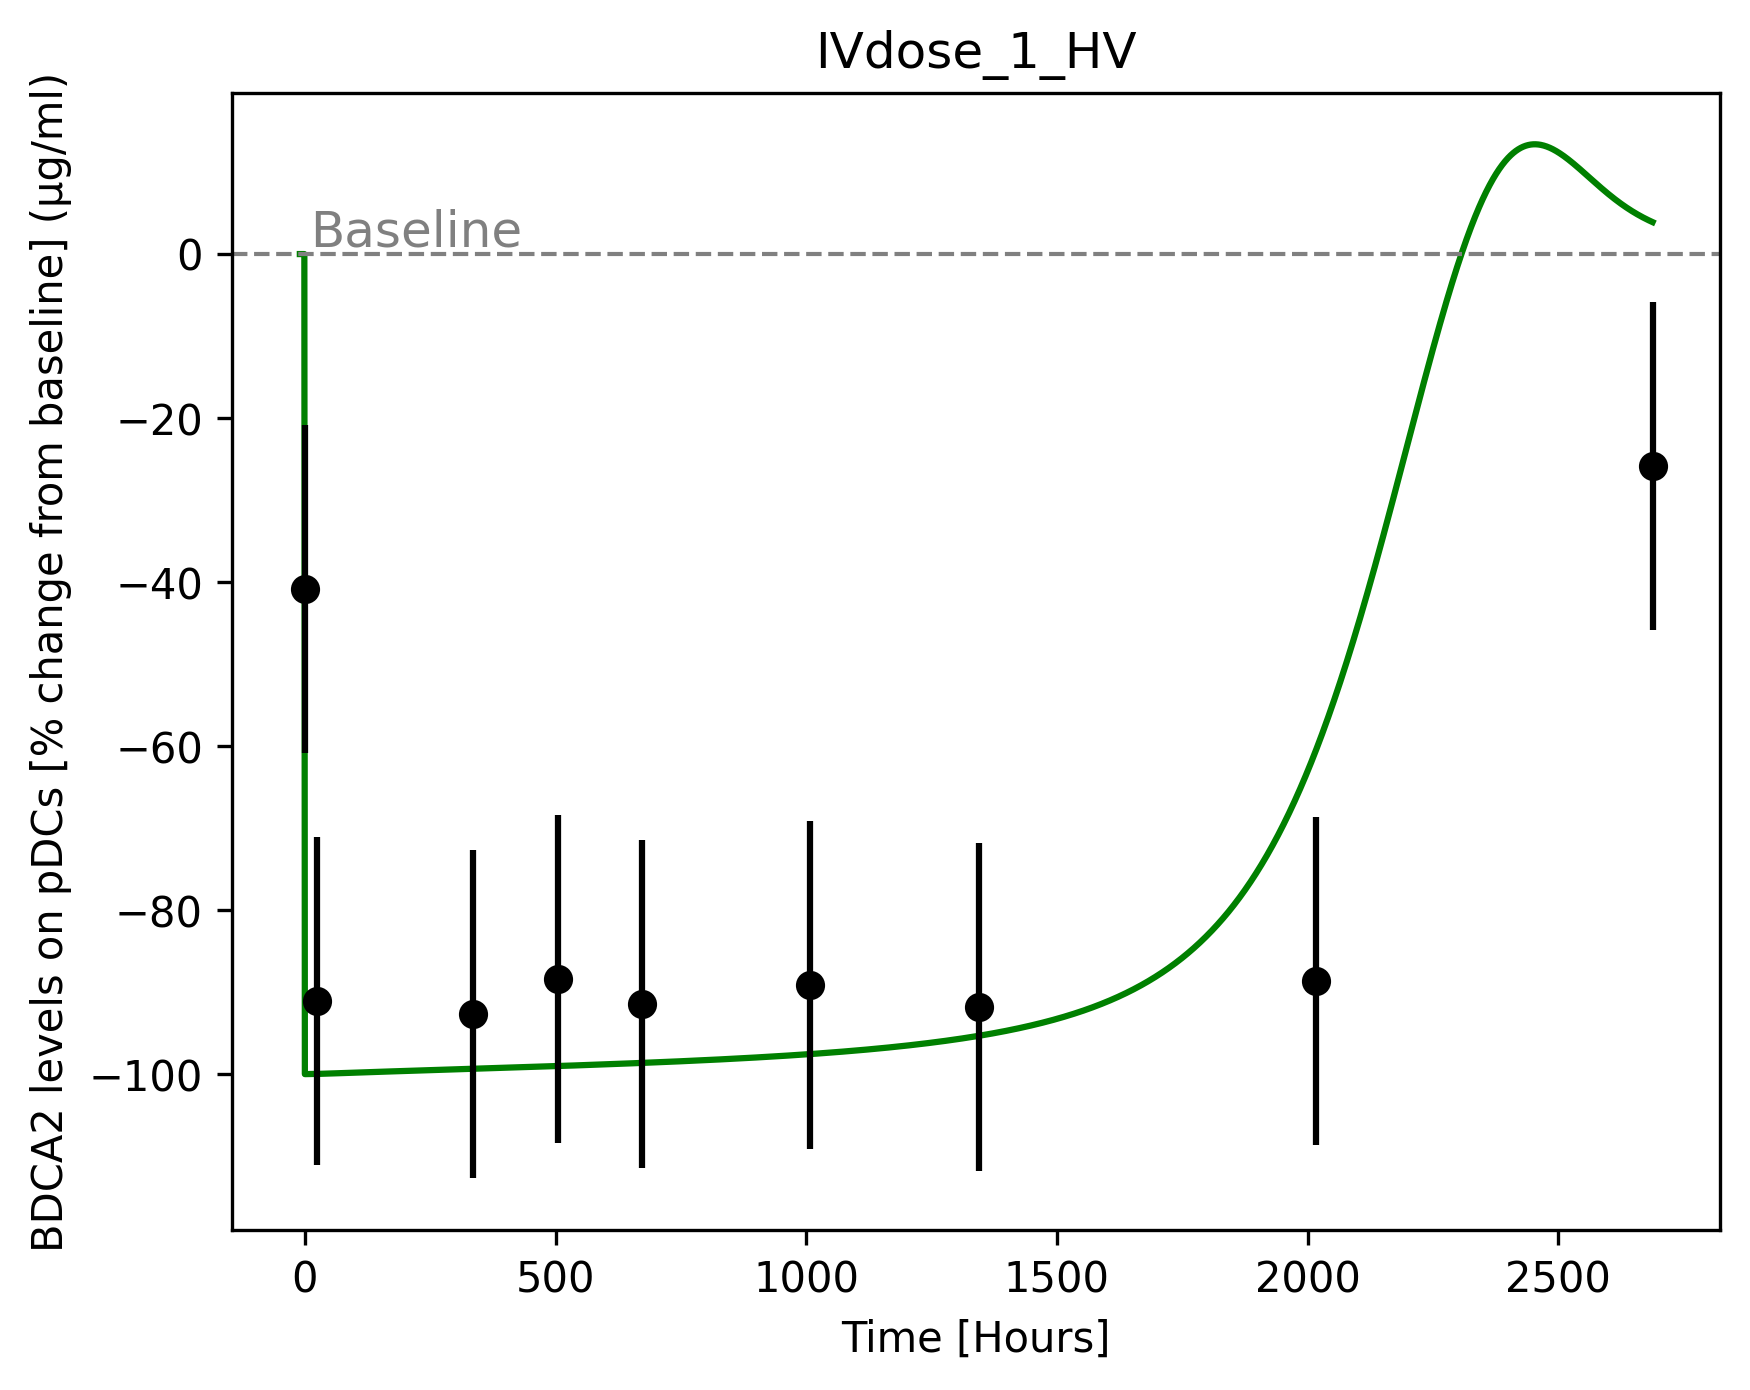 IVdose_1_HV
BDCA2 levels on pDCs [% change from baseline] (µg/ml)
Baseline
0
−20
−40
−60
−80
−100
0 500 1000 1500 2000 2500
Time [Hours]